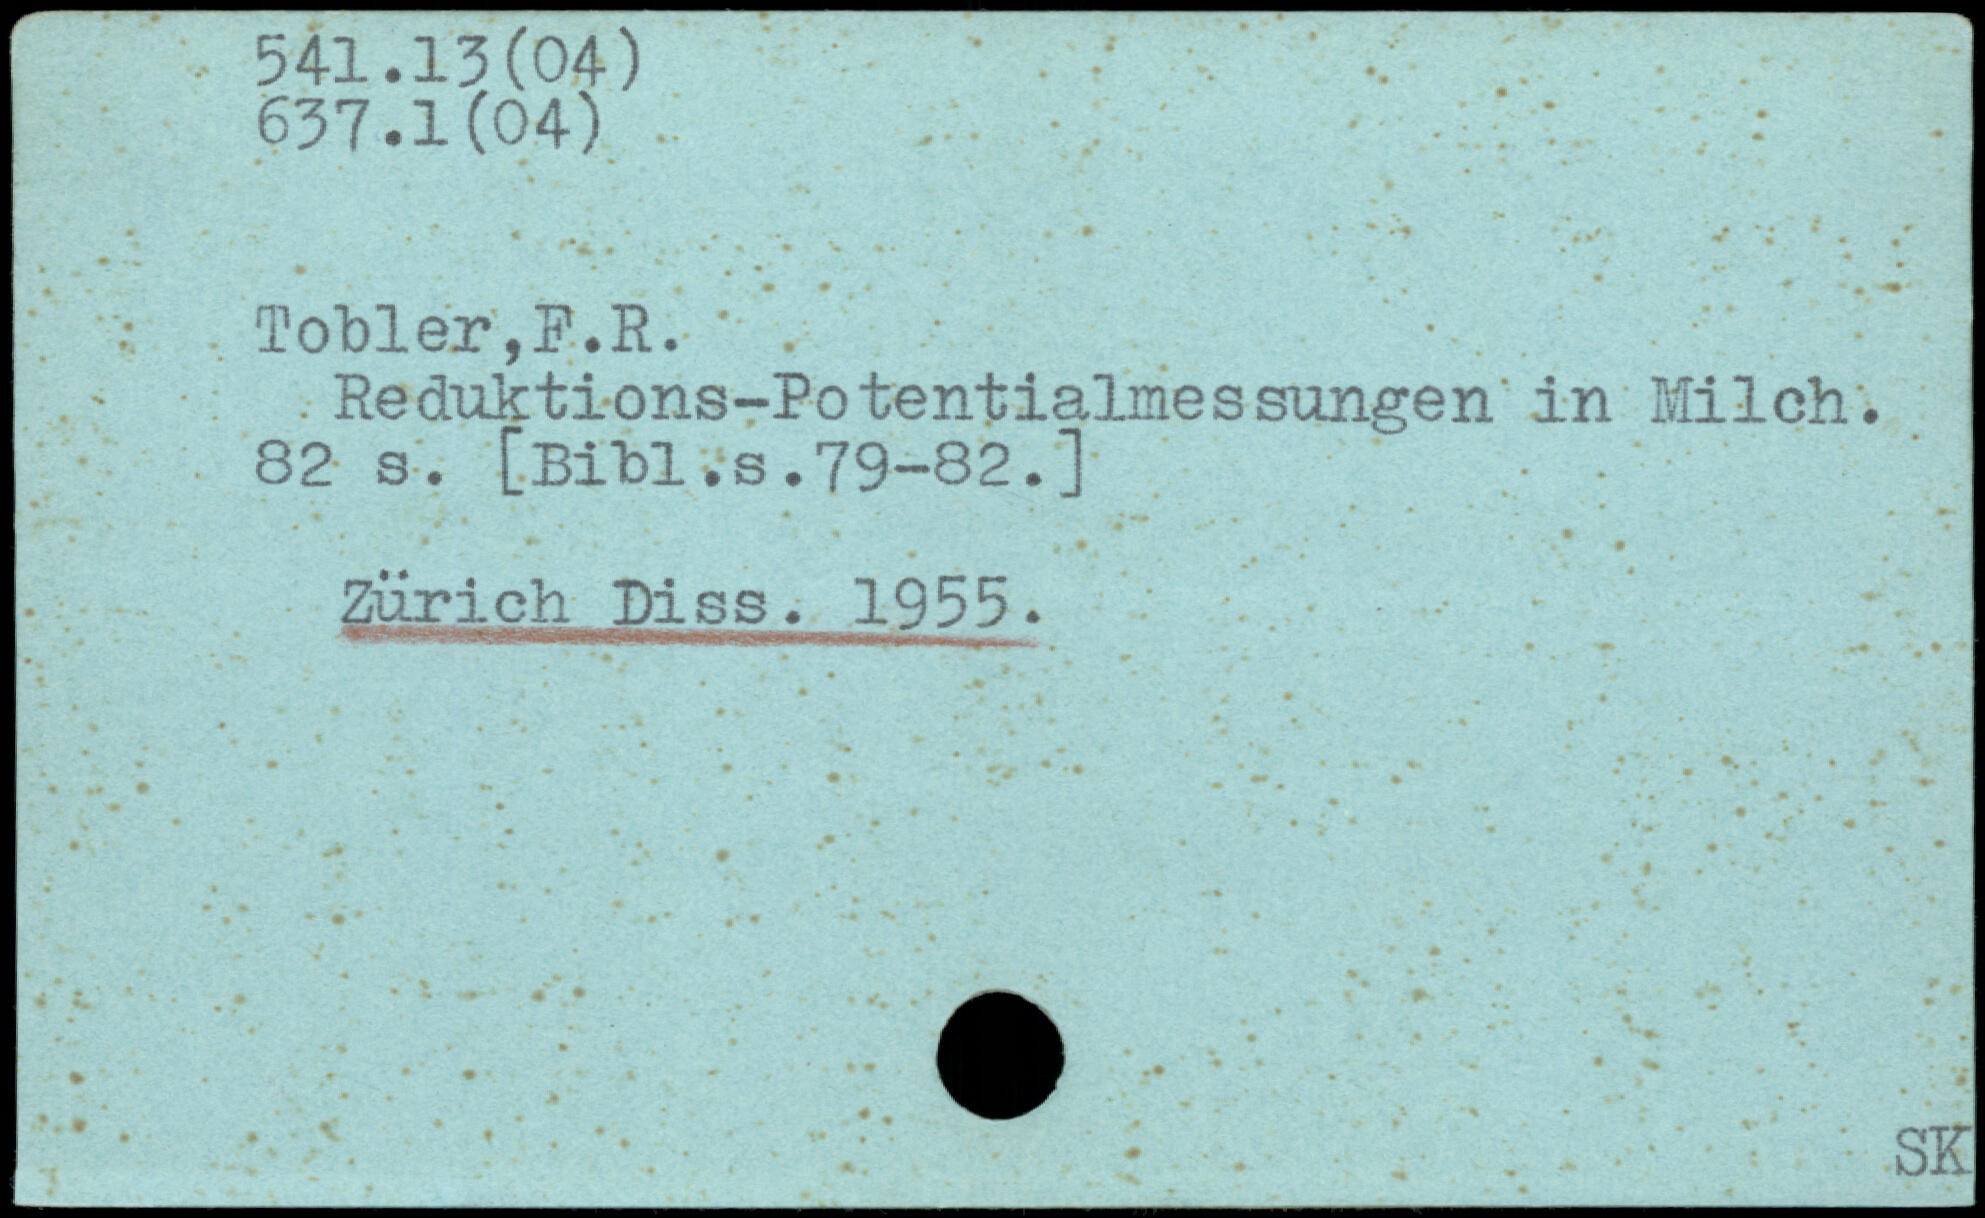 541.13(04)
637.1(04)
Tobler,F.R.
Reduktions-Potentialmessungen in Milch.
82 s. [Bibl.s.79-82.]
Zürich Diss. 1955.
SK